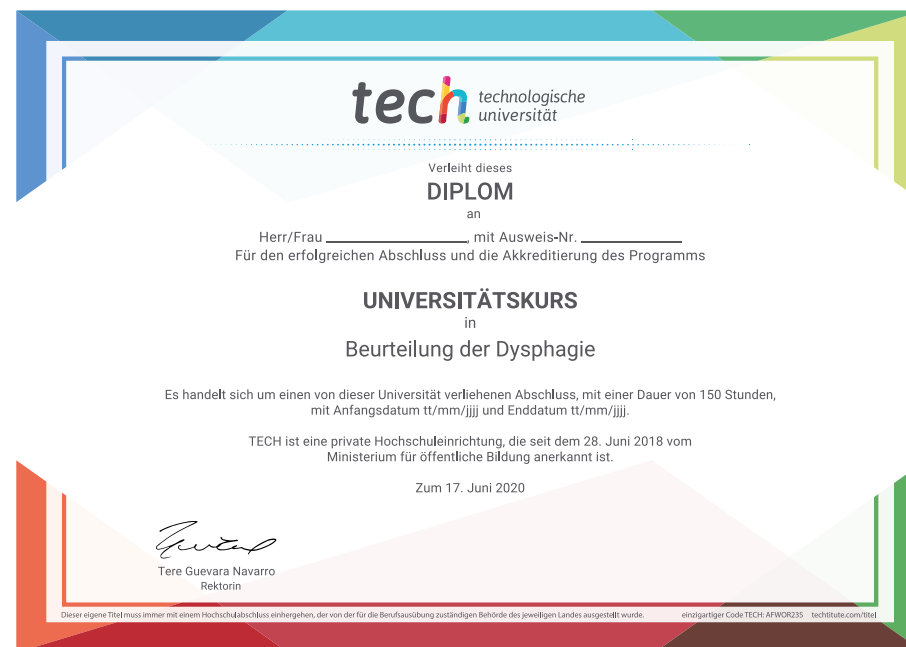 tech technologische
universität
Verleiht dieses
DIPLOM
an
Herr/Frau ____________________, mit Ausweis-Nr. ______________
Für den erfolgreichen Abschluss und die Akkreditierung des Programms
UNIVERSITÄTSKURS
in
Beurteilung der Dysphagie
Es handelt sich um einen von dieser Universität verliehenen Abschluss, mit einer Dauer von 150 Stunden,
mit Anfangsdatum tt/mm/jjjj und Enddatum tt/mm/jjjj.
TECH ist eine private Hochschuleinrichtung, die seit dem 28. Juni 2018 vom
Ministerium für öffentliche Bildung anerkannt ist.
Zum 17. Juni 2020
Tere Guevara Navarro
Rektorin
Dieser eigene Titel muss immer mit einem Hochschulabschluss einhergehen, der von der für die Berufsausübung zuständigen Behörde des jeweiligen Landes ausgestellt wurde. einzigartiger Code TECH: AFWOR235 techtitute.com/titel